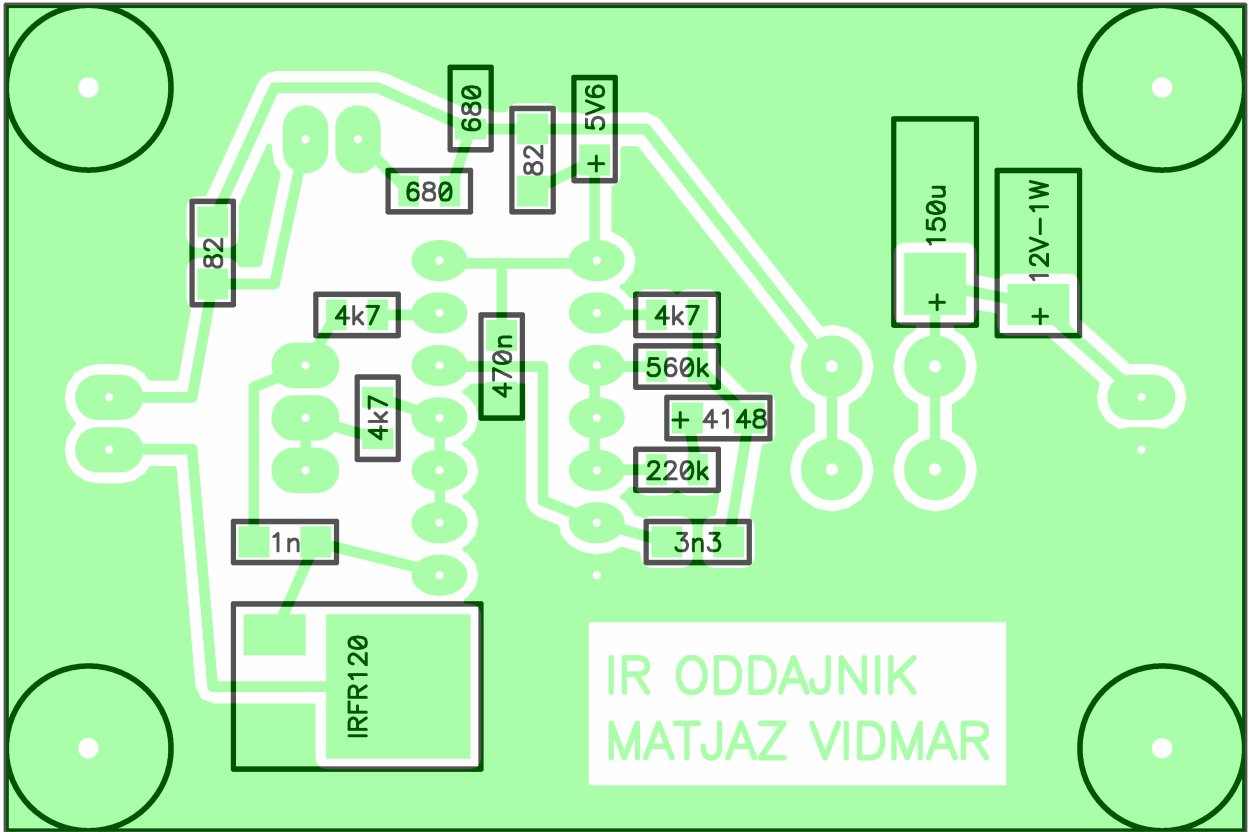 680
5V6
+
82
680
150u
+
12V-1W
+
82
4k7
4k7
470n
560k
4k7
+ 4148
220k
1n
3n3
IRFR120
IR ODDAJNIK
MATJAZ VIDMAR